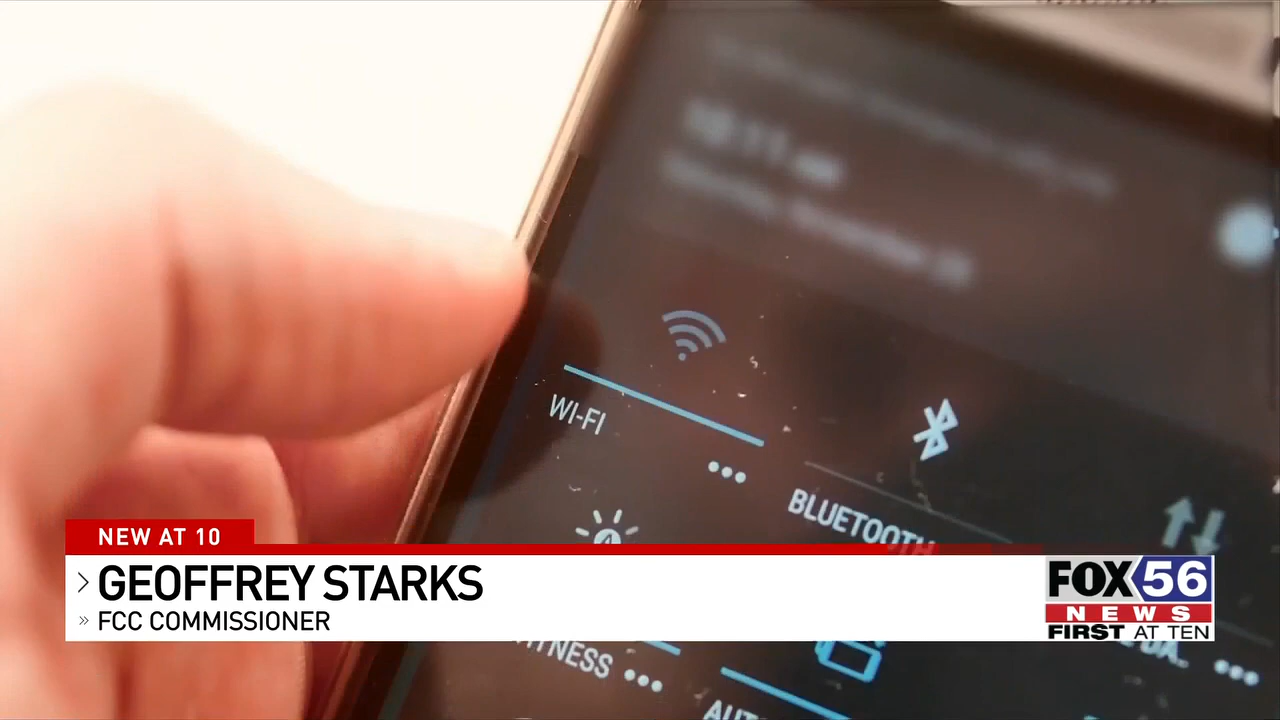 WI-FI
BLUETOOTH
NEW AT 10
GEOFFREY STARKS
FCC COMMISSIONER
FOX 56
NEWS
FIRST AT TEN